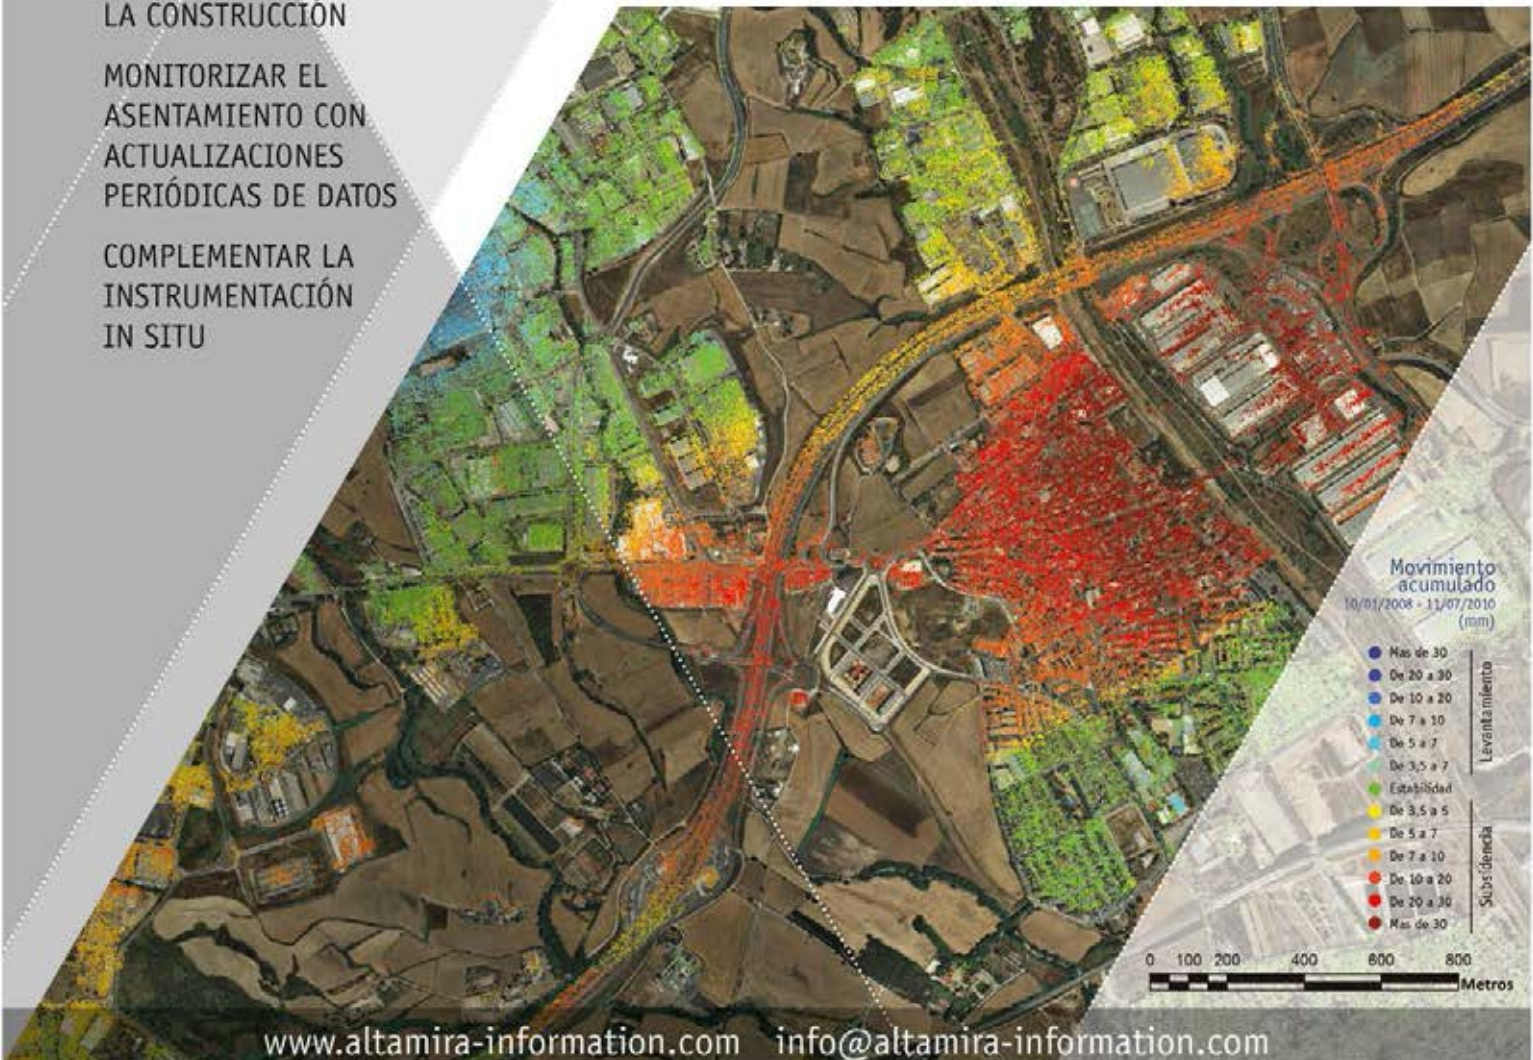 LA CONSTRUCCIÓN
MONITORIZAR EL
ASENTAMIENTO CON
ACTUALIZACIONES
PERIÓDICAS DE DATOS
COMPLEMENTAR LA
INSTRUMENTACIÓN
IN SITU
Movimiento
acumulado
10/01/2008 - 11/07/2010
(mm)
Mas de 30
De 20 a 30
De 10 a 20
De 7 a 10
De 5 a 7
De 3,5 a 7
Levantamiento
Estabilidad
De 3,5 a 5
De 5 a 7
De 7 a 10
De 10 a 20
De 20 a 30
Mas de 30
Subsidencia
0 100 200 400 600 800
Metros
www.altamira-information.com info@altamira-information.com